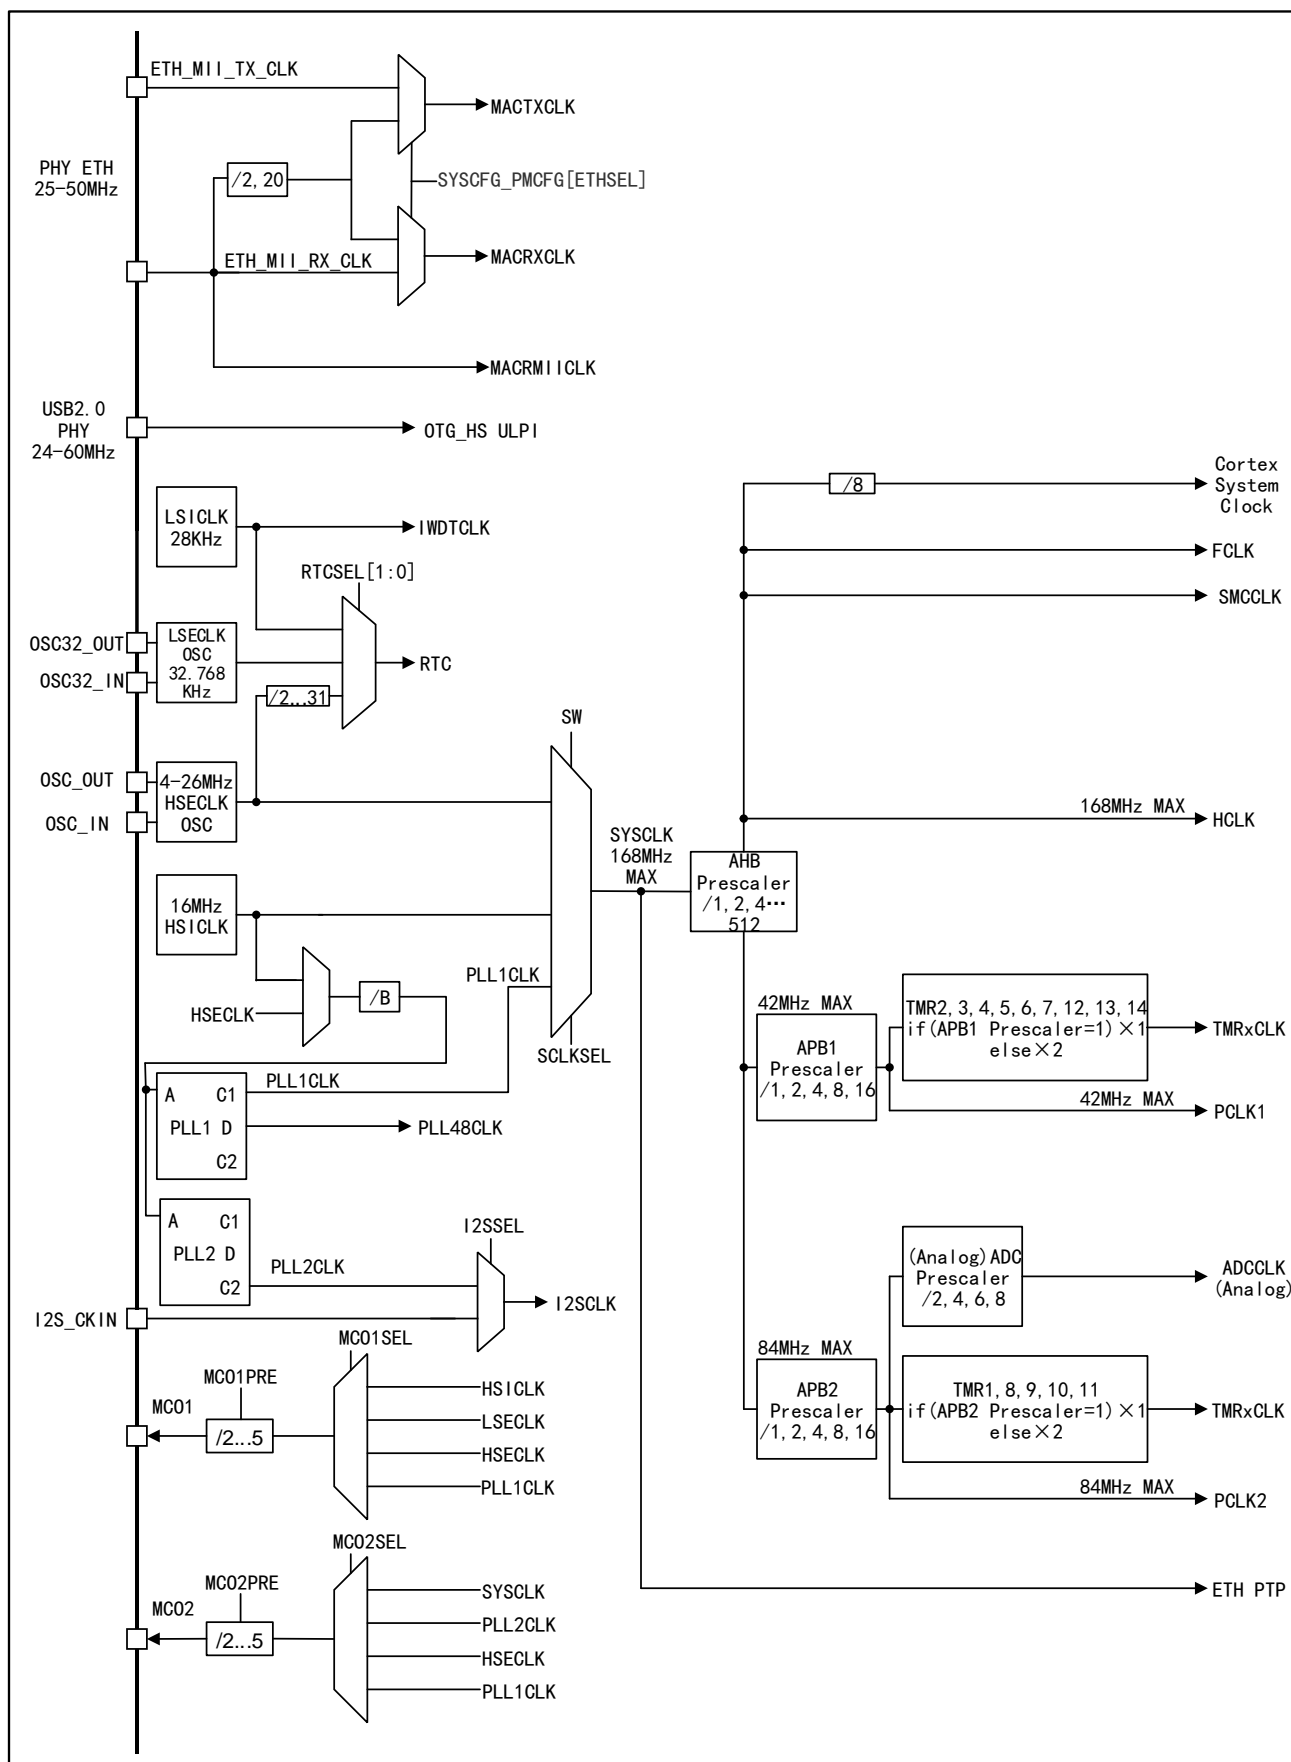 ETH_MII_TX_CLK
MACTXCLK
PHY ETH
25-50MHz
/2, 20
SYSCFG_PMCFG[ETHSEL]
ETH_MII_RX_CLK
MACRXCLK
MACRMIICLK
USB2.0
PHY
24-60MHz
OTG_HS ULPI
/8
Cortex
System
Clock
LSICLK
28KHz
IWDTCLK
FCLK
RTCSEL[1:0]
SMCCLK
OSC32_OUT
OSC32_IN
LSECLK
OSC
32.768
KHz
RTC
/2...31
SW
OSC_OUT
OSC_IN
4-26MHz
HSECLK
OSC
168MHz MAX
HCLK
SYSCLK
168MHz
MAX
AHB
Prescaler
/1, 2, 4…
512
16MHz
HSICLK
PLL1CLK
/B
HSECLK
SCLKSEL
42MHz MAX
APB1
Prescaler
/1, 2, 4, 8, 16
TMR2, 3, 4, 5, 6, 7, 12, 13, 14
if(APB1 Prescaler=1) ×1
else×2
TMRxCLK
42MHz MAX
PCLK1
A C1
PLL1 D
C2
PLL1CLK
PLL48CLK
A C1
PLL2 D
C2
PLL2CLK
I2SSEL
I2SCLK
I2S_CKIN
(Analog) ADC
Prescaler
/2, 4, 6, 8
ADCCLK
(Analog)
84MHz MAX
APB2
Prescaler
/1, 2, 4, 8, 16
TMR1, 8, 9, 10, 11
if(APB2 Prescaler=1) ×1
else×2
TMRxCLK
84MHz MAX
PCLK2
MCO1SEL
MCO1PRE
MCO1
/2...5
HSICLK
LSECLK
HSECLK
PLL1CLK
MCO2SEL
MCO2PRE
MCO2
/2...5
SYSCLK
PLL2CLK
HSECLK
PLL1CLK
ETH PTP